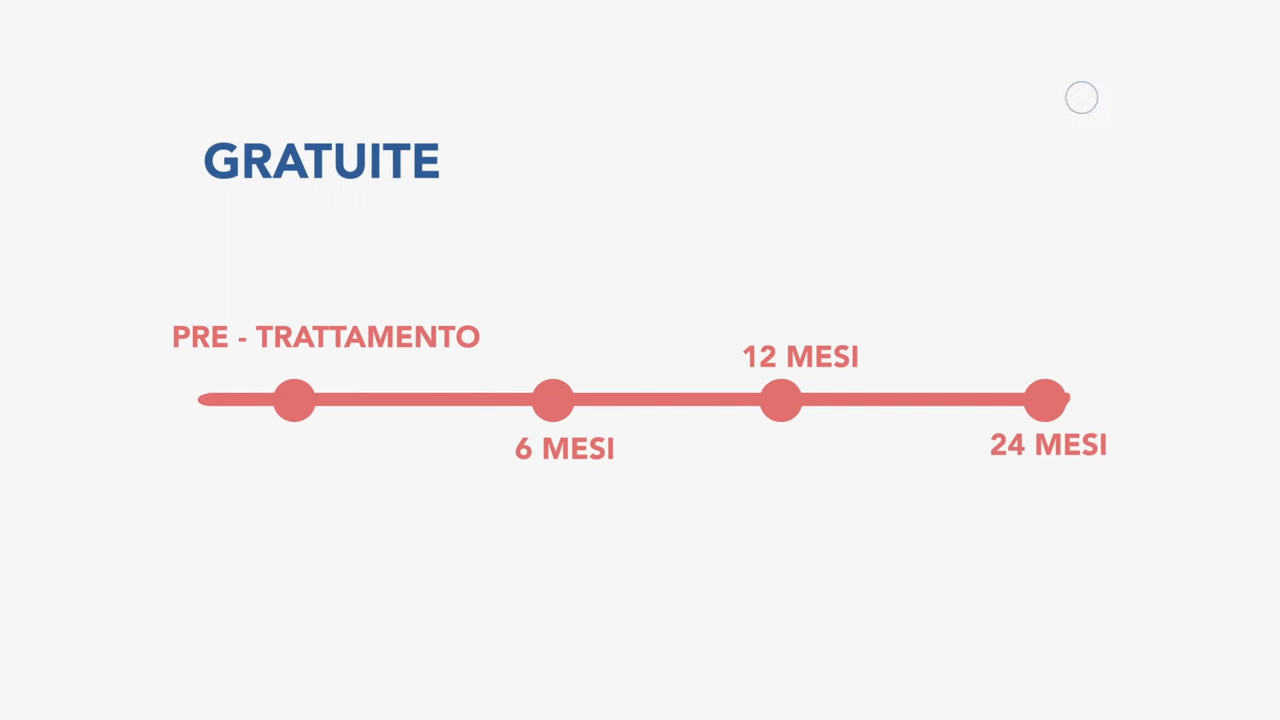 GRATUITE
PRE - TRATTAMENTO
12 MESI
6 MESI
24 MESI